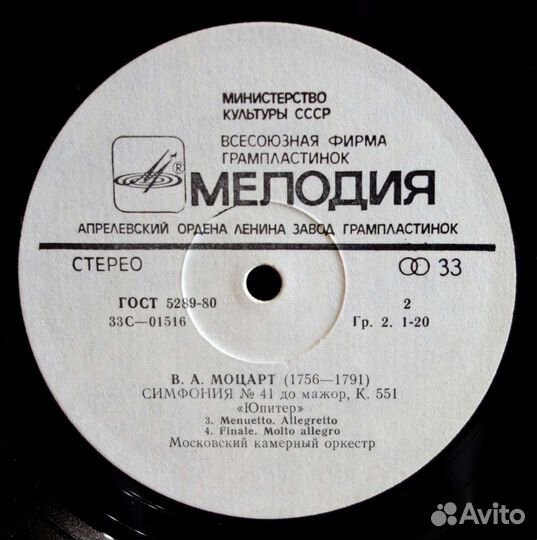 МИНИСТЕРСТВО
КУЛЬТУРЫ СССР
ВСЕСОЮЗНАЯ ФИРМА
ГРАМПЛАСТИНОК
®
МЕЛОДИЯ
АПРЕЛЕВСКИЙ ОРДЕНА ЛЕНИНА ЗАВОД ГРАМПЛАСТИНОК
СТЕРЕО 33
ГОСТ 5289-80 2
33С—01516 Гр. 2. 1-20
В. А. МОЦАРТ (1756—1791)
СИМФОНИЯ № 41 до мажор, К. 551
«Юпитер»
3. Menuetto. Allegretto
4. Finale. Molto allegro
Московский камерный оркестр
Avito